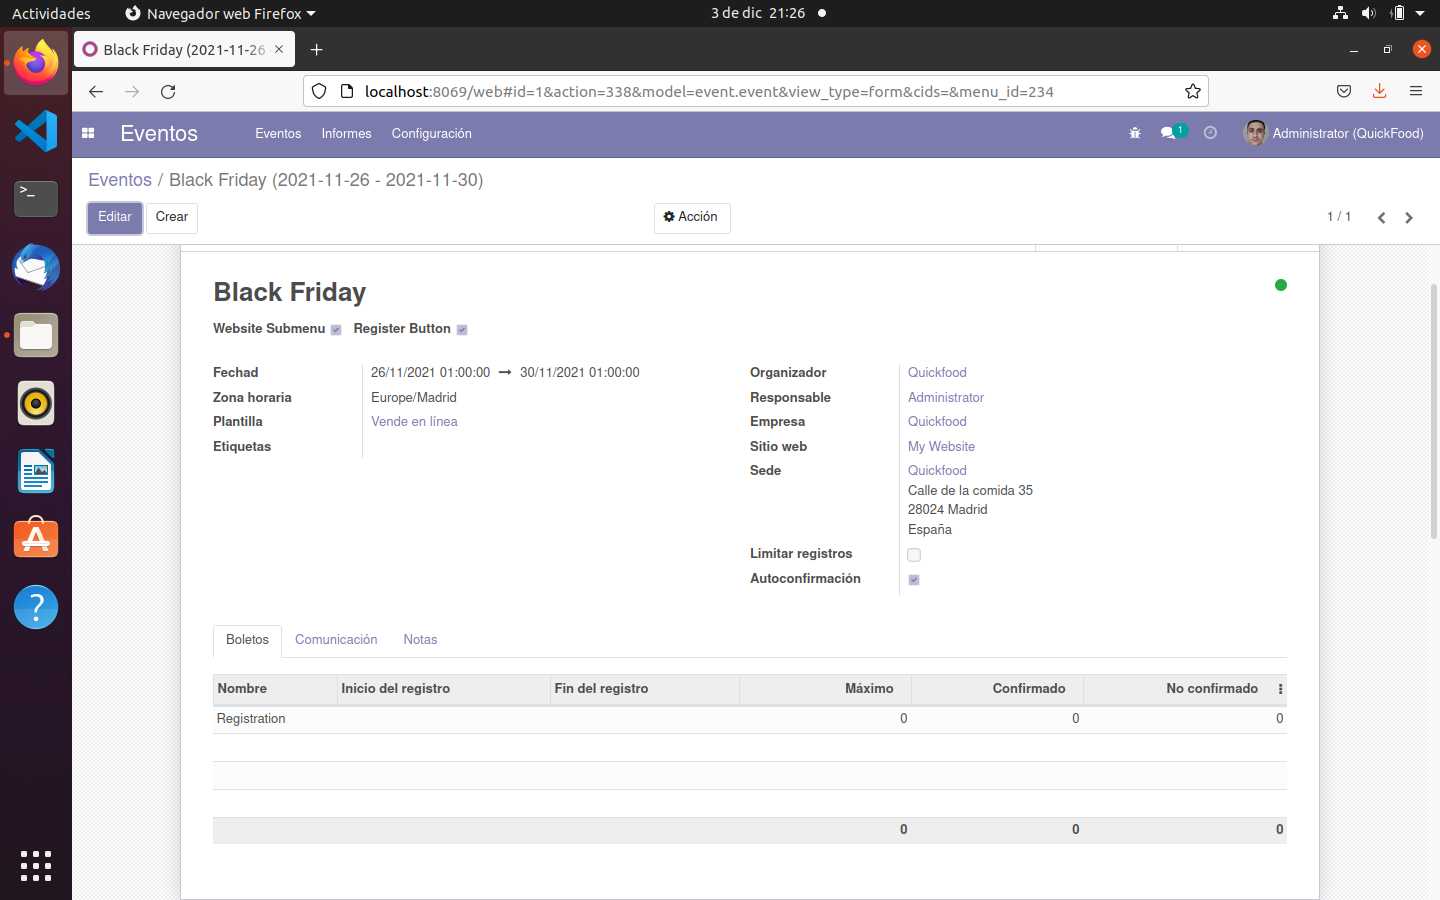 Actividades Navegador web Firefox 3 de dic 21:26
Black Friday (2021-11-26
localhost:8069/web#id=1&action=338&model=event.event&view_type=form&cids=&menu_id=234
Eventos Eventos Informes Configuración 1 Administrator (QuickFood)
Eventos / Black Friday (2021-11-26 - 2021-11-30)
Editar Crear Acción 1 / 1
Black Friday
Website Submenu Register Button
Fechad 26/11/2021 01:00:00 30/11/2021 01:00:00 Organizador Quickfood
Zona horaria Europe/Madrid Responsable Administrator
Plantilla Vende en línea Empresa Quickfood
Etiquetas Sitio web My Website
Sede Quickfood
Calle de la comida 35
28024 Madrid
España
Limitar registros
Autoconfirmación
Boletos Comunicación Notas
Nombre Inicio del registro Fin del registro Máximo Confirmado No confirmado
Registration 0 0 0
0 0 0